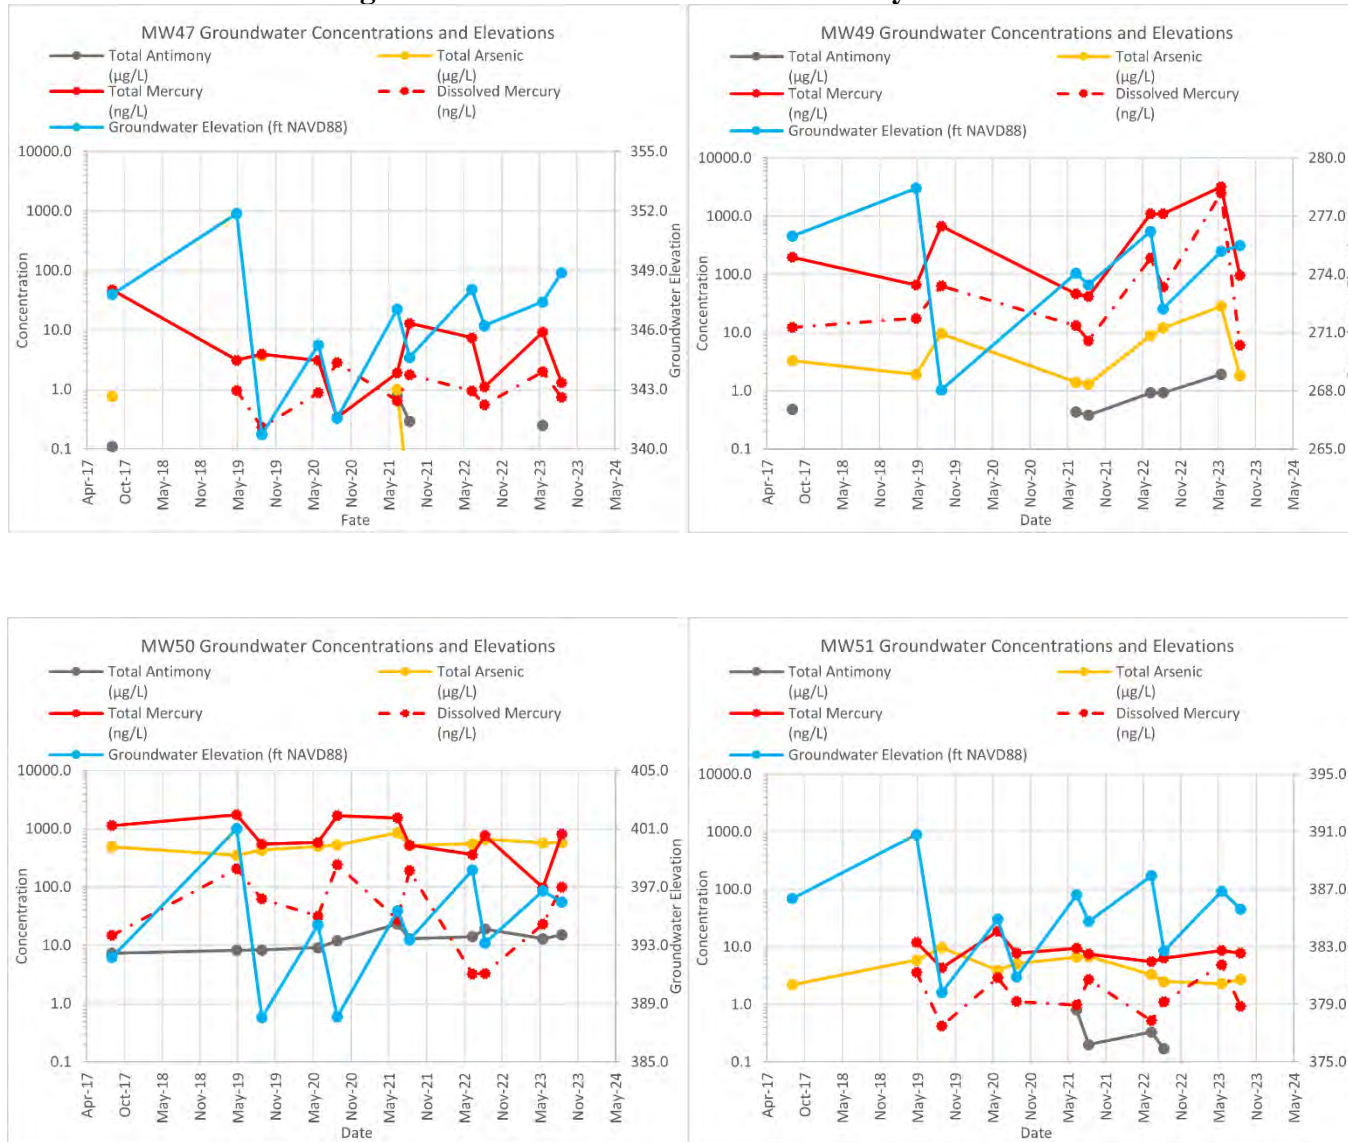 MW47 Groundwater Concentrations and Elevations
Total Antimony
(µg/L)
Total Arsenic
(µg/L)
Total Mercury
(ng/L)
Dissolved Mercury
(ng/L)
Groundwater Elevation (ft NAVD88)
10000.0
1000.0
100.0
10.0
1.0
0.1
Concentration
355.0
352.0
349.0
346.0
343.0
340.0
Groundwater Elevation
Apr-17
Oct-17
May-18
Nov-18
May-19
Nov-19
May-20
Nov-20
May-21
Nov-21
May-22
Nov-22
May-23
Nov-23
May-24
Fate
MW49 Groundwater Concentrations and Elevations
Total Antimony
(µg/L)
Total Arsenic
(µg/L)
Total Mercury
(ng/L)
Dissolved Mercury
(ng/L)
Groundwater Elevation (ft NAVD88)
10000.0
1000.0
100.0
10.0
1.0
0.1
Concentration
280.0
277.0
274.0
271.0
268.0
265.0
Apr-17
Oct-17
May-18
Nov-18
May-19
Nov-19
May-20
Nov-20
May-21
Nov-21
May-22
Nov-22
May-23
Nov-23
May-24
Date
MW50 Groundwater Concentrations and Elevations
Total Antimony
(µg/L)
Total Arsenic
(µg/L)
Total Mercury
(ng/L)
Dissolved Mercury
(ng/L)
Groundwater Elevation (ft NAVD88)
10000.0
1000.0
100.0
10.0
1.0
0.1
Concentration
405.0
401.0
397.0
393.0
389.0
385.0
Groundwater Elevation
Apr-17
Oct-17
May-18
Nov-18
May-19
Nov-19
May-20
Nov-20
May-21
Nov-21
May-22
Nov-22
May-23
Nov-23
May-24
Date
MW51 Groundwater Concentrations and Elevations
Total Antimony
(µg/L)
Total Arsenic
(µg/L)
Total Mercury
(ng/L)
Dissolved Mercury
(ng/L)
Groundwater Elevation (ft NAVD88)
10000.0
1000.0
100.0
10.0
1.0
0.1
Concentration
395.0
391.0
387.0
383.0
379.0
375.0
Apr-17
Oct-17
May-18
Nov-18
May-19
Nov-19
May-20
Nov-20
May-21
Nov-21
May-22
Nov-22
May-23
Nov-23
May-24
Date